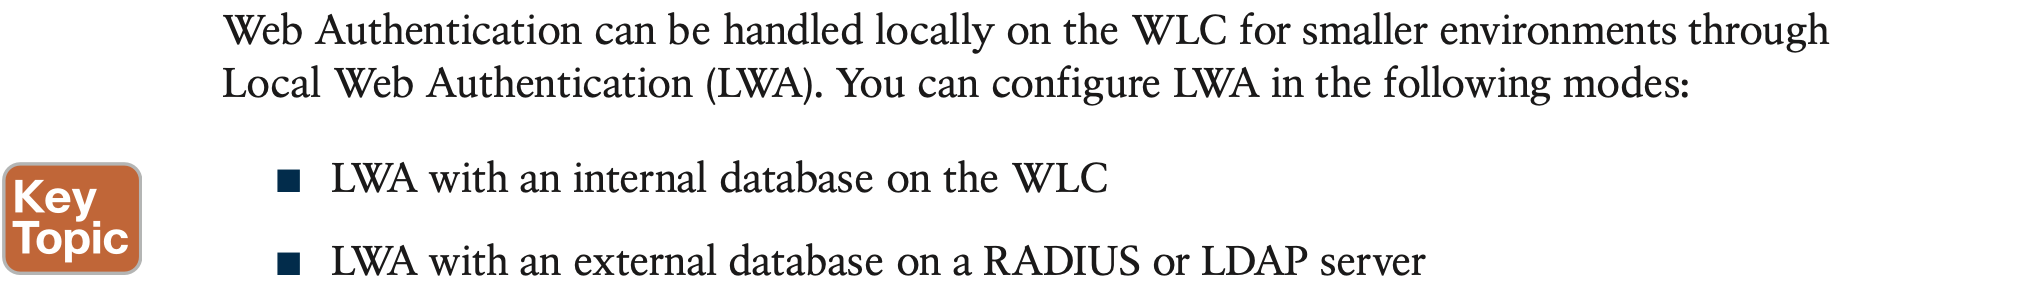 Web Authentication can be handled locally on the WLC for smaller environments through
Local Web Authentication (LWA). You can configure LWA in the following modes:
Key
Topic
■ LWA with an internal database on the WLC
■ LWA with an external database on a RADIUS or LDAP server